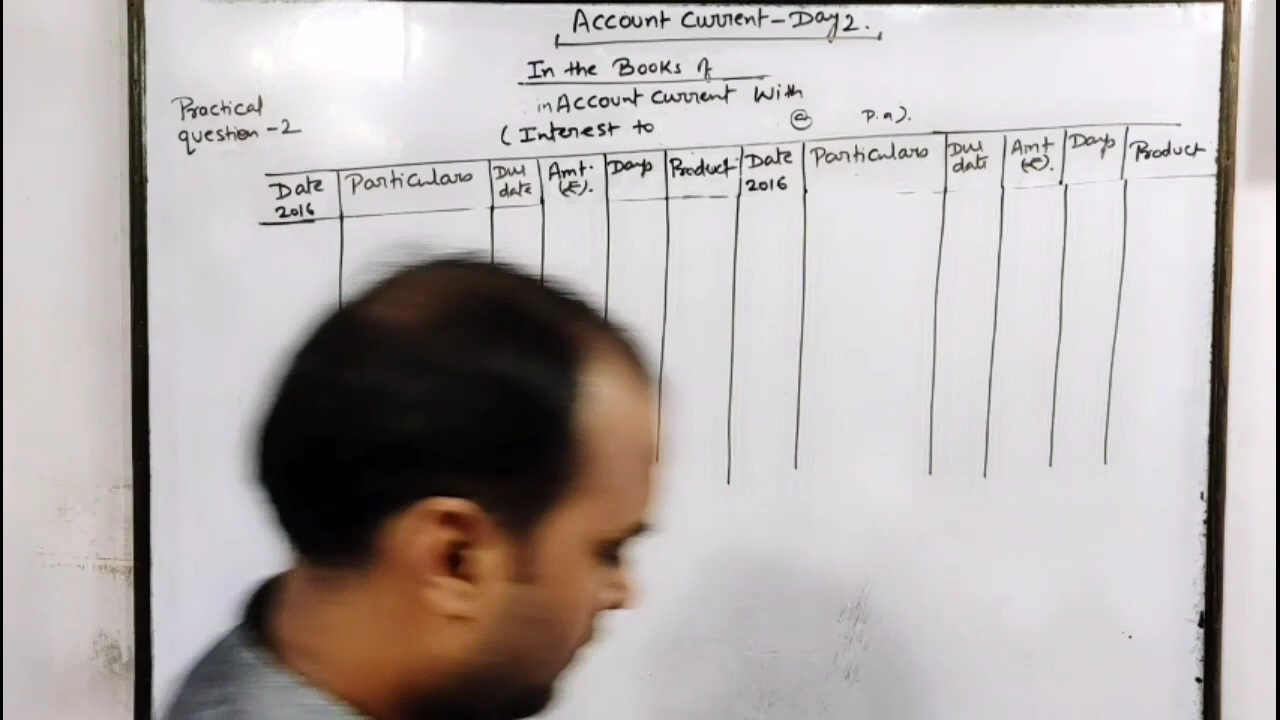 Account Current-Day 2.
In the Books of
in Account Current With
(Interest to @ p.a).
Practical
question-2
Date 2016 Particulars Due date Amt. (₹). Days Product Date 2016 Particulars Due date Amt (₹). Days Product